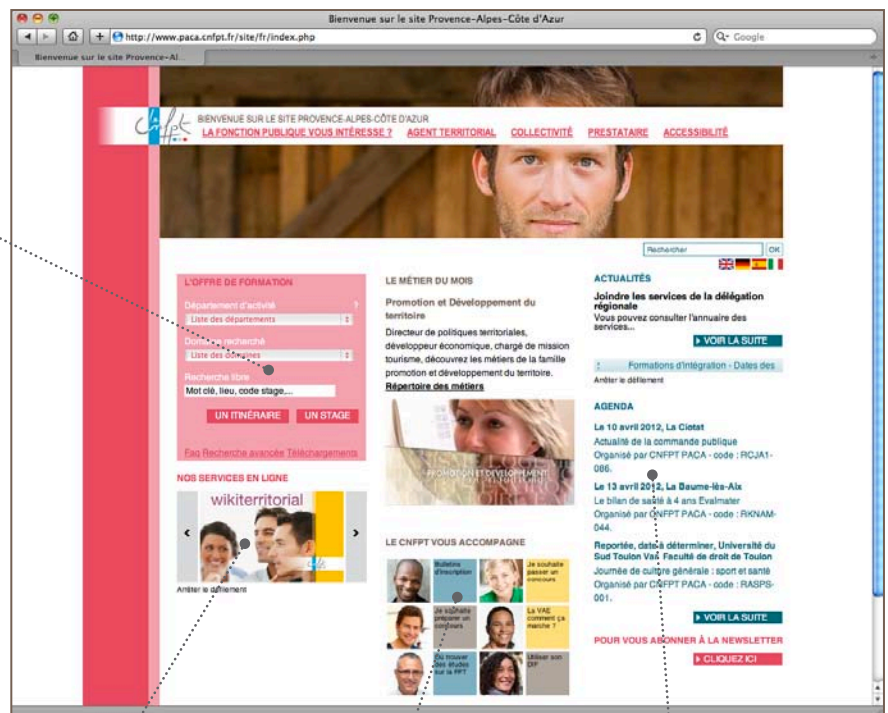 Bienvenue sur le site Provence-Alpes-Côte d'Azur
http://www.paca.cnfpt.fr/site/fr/index.php
Google
Bienvenue sur le site Provence-Al...
cnfpt
BIENVENUE SUR LE SITE PROVENCE-ALPES-CÔTE D'AZUR
LA FONCTION PUBLIQUE VOUS INTÉRESSE ? AGENT TERRITORIAL COLLECTIVITÉ PRESTATAIRE ACCESSIBILITÉ
Rechercher OK
L'OFFRE DE FORMATION
Département d'activité ?
Liste des départements
Domaine recherché
Liste des domaines
Recherche libre
Mot clé, lieu, code stage,...
UN ITINÉRAIRE UN STAGE
Faq Recherche avancée Téléchargements
NOS SERVICES EN LIGNE
wikiterritorial
Arrêter le défilement
LE MÉTIER DU MOIS
Promotion et Développement du
territoire
Directeur de politiques territoriales,
développeur économique, chargé de mission
tourisme, découvrez les métiers de la famille
promotion et développement du territoire.
Répertoire des métiers
PROMOTION ET DÉVELOPPEMENT
LE CNFPT VOUS ACCOMPAGNE
Bulletins
d'inscription
Je souhaite
passer un
concours
Je souhaite
préparer un
concours
La VAE
comment ça
marche ?
Où trouver
des études
sur la FPT
Utiliser son
DIF
ACTUALITÉS
Joindre les services de la délégation
régionale
Vous pouvez consulter l'annuaire des
services...
VOIR LA SUITE
Formations d'intégration - Dates des
Arrêter le défilement
AGENDA
Le 10 avril 2012, La Ciotat
Actualité de la commande publique
Organisé par CNFPT PACA - code : RCJA1-
086.
Le 13 avril 2012, La Baume-lès-Aix
Le bilan de santé à 4 ans Evalmater
Organisé par CNFPT PACA - code : RKNAM-
044.
Reportée, date à déterminer, Université du
Sud Toulon Var Faculté de droit de Toulon
Journée de culture générale : sport et santé
Organisé par CNFPT PACA - code : RASPS-
001.
VOIR LA SUITE
POUR VOUS ABONNER À LA NEWSLETTER
CLIQUEZ ICI